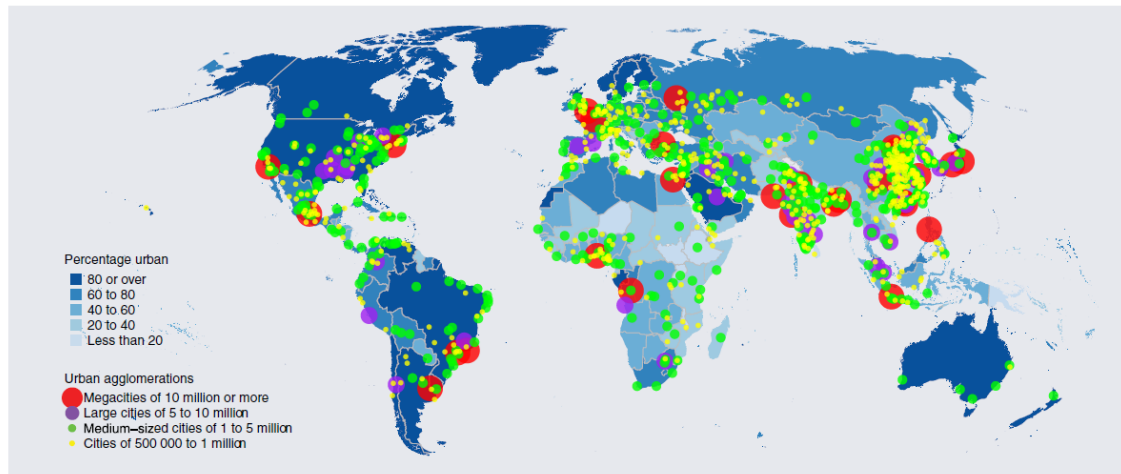 Percentage urban
80 or over
60 to 80
40 to 60
20 to 40
Less than 20
Urban agglomerations
Megacities of 10 million or more
Large cities of 5 to 10 million
Medium–sized cities of 1 to 5 million
Cities of 500 000 to 1 million